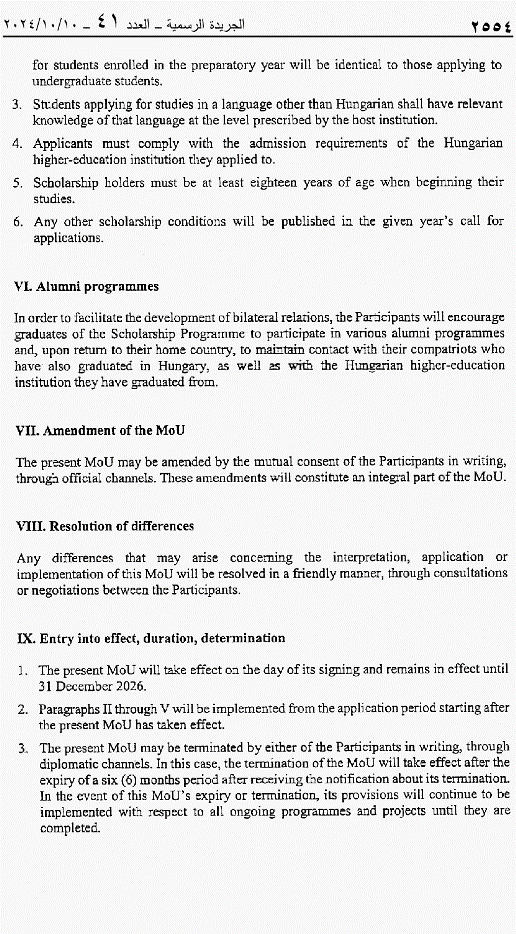 ٢٥٥٤ الجريدة الرسمية ــ العدد ٤١ ــ ٢٠٢٤/١٠/١٠
for students enrolled in the preparatory year will be identical to those applying to
undergraduate students.
3. Students applying for studies in a language other than Hungarian shall have relevant
knowledge of that language at the level prescribed by the host institution.
4. Applicants must comply with the admission requirements of the Hungarian
higher-education institution they applied to.
5. Scholarship holders must be at least eighteen years of age when beginning their
studies.
6. Any other scholarship conditions will be published in the given year's call for
applications.
VI. Alumni programmes
In order to facilitate the development of bilateral relations, the Participants will encourage
graduates of the Scholarship Programme to participate in various alumni programmes
and, upon return to their home country, to maintain contact with their compatriots who
have also graduated in Hungary, as well as with the Hungarian higher-education
institution they have graduated from.
VII. Amendment of the MoU
The present MoU may be amended by the mutual consent of the Participants in writing,
through official channels. These amendments will constitute an integral part of the MoU.
VIII. Resolution of differences
Any differences that may arise concerning the interpretation, application or
implementation of this MoU will be resolved in a friendly manner, through consultations
or negotiations between the Participants.
IX. Entry into effect, duration, determination
1. The present MoU will take effect on the day of its signing and remains in effect until
31 December 2026.
2. Paragraphs II through V will be implemented from the application period starting after
the present MoU has taken effect.
3. The present MoU may be terminated by either of the Participants in writing, through
diplomatic channels. In this case, the termination of the MoU will take effect after the
expiry of a six (6) months period after receiving the notification about its termination.
In the event of this MoU's expiry or termination, its provisions will continue to be
implemented with respect to all ongoing programmes and projects until they are
completed.